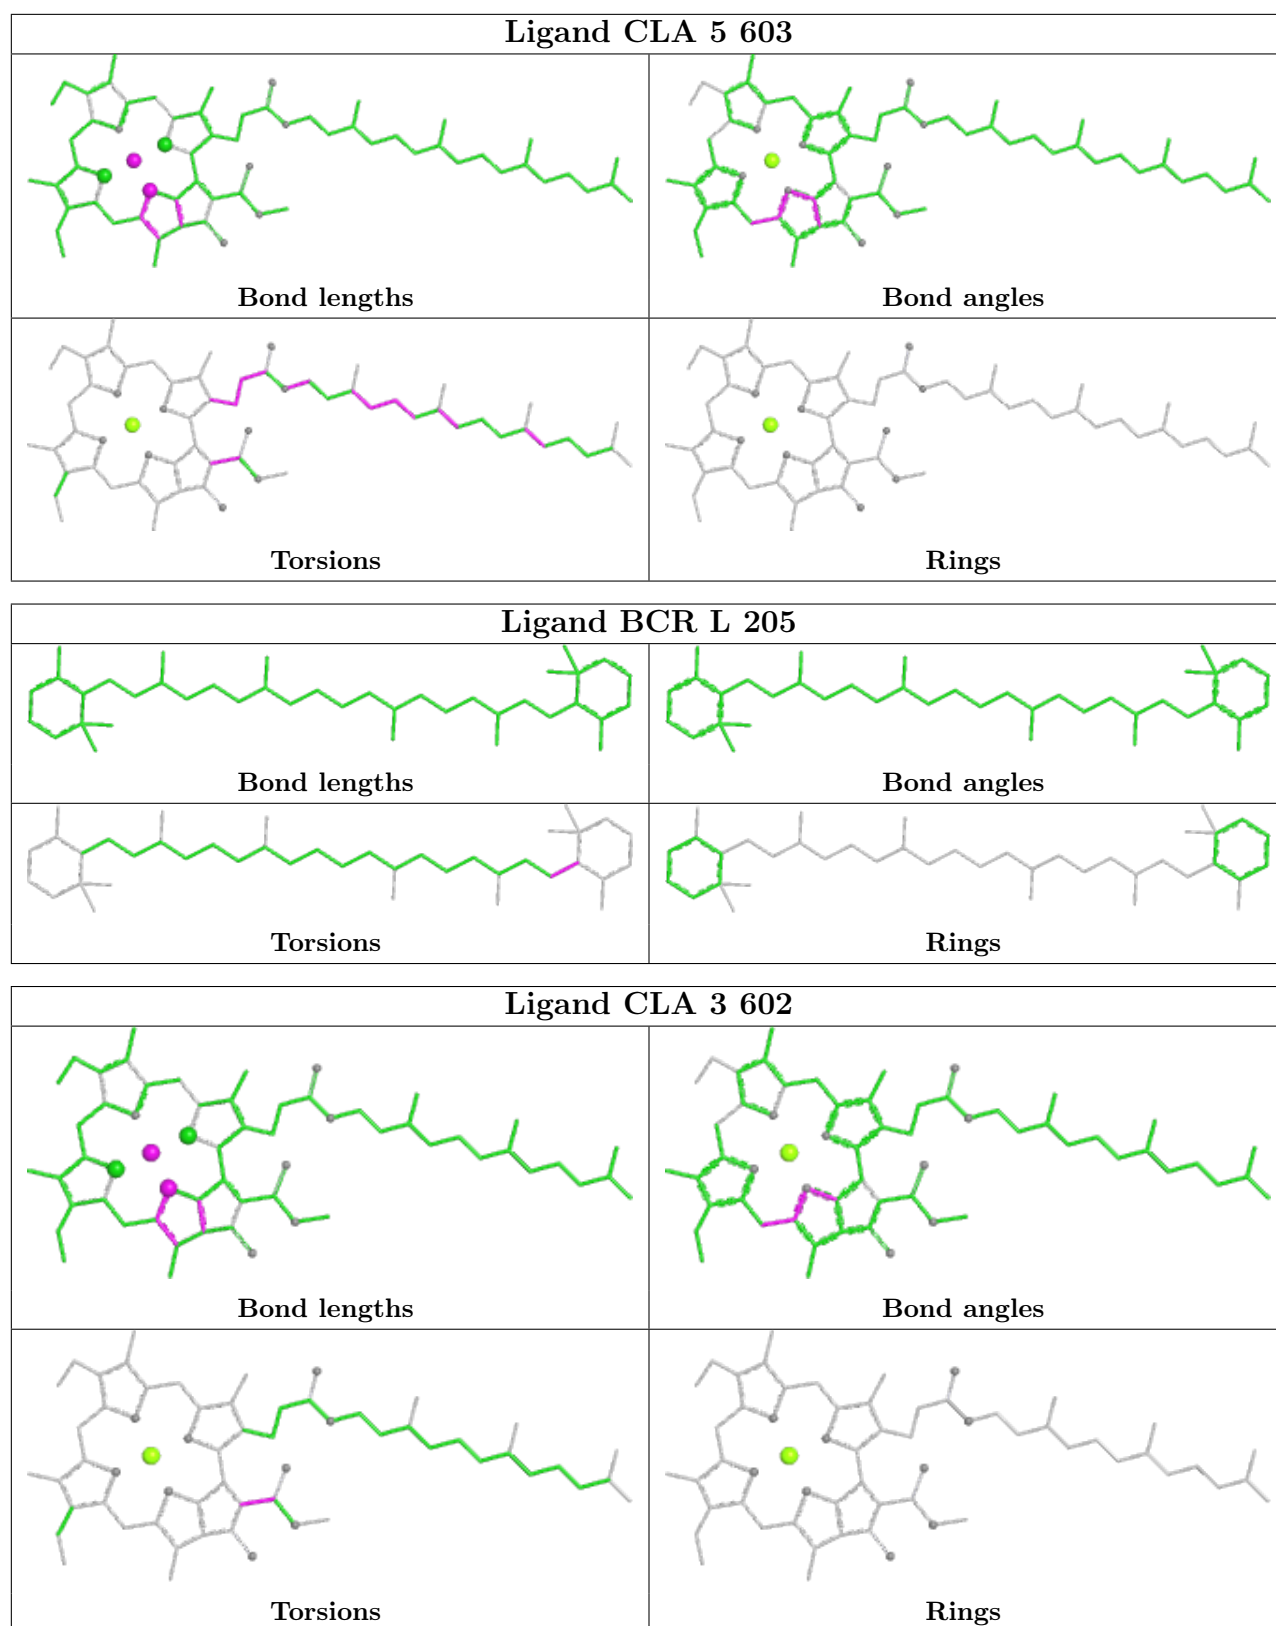 Ligand CLA 5 603
Bond lengths
Bond angles
Torsions
Rings
Ligand BCR L 205
Bond lengths
Bond angles
Torsions
Rings
Ligand CLA 3 602
Bond lengths
Bond angles
Torsions
Rings